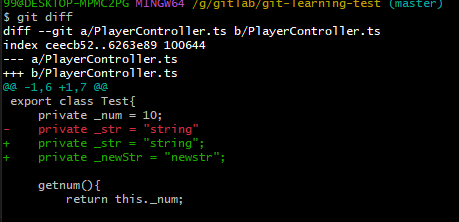 99@DESKTOP-MPMC2PG MINGW64 /g/gitlab/git-learning-test (master)
$ git diff
diff --git a/PlayerController.ts b/PlayerController.ts
index ceecb52..6263e89 100644
--- a/PlayerController.ts
+++ b/PlayerController.ts
@@ -1,6 +1,7 @@
 export class Test{
     private _num = 10;
-    private _str = "string"
+    private _str = "string";
+    private _newStr = "newstr";

     getnum(){
         return this._num;